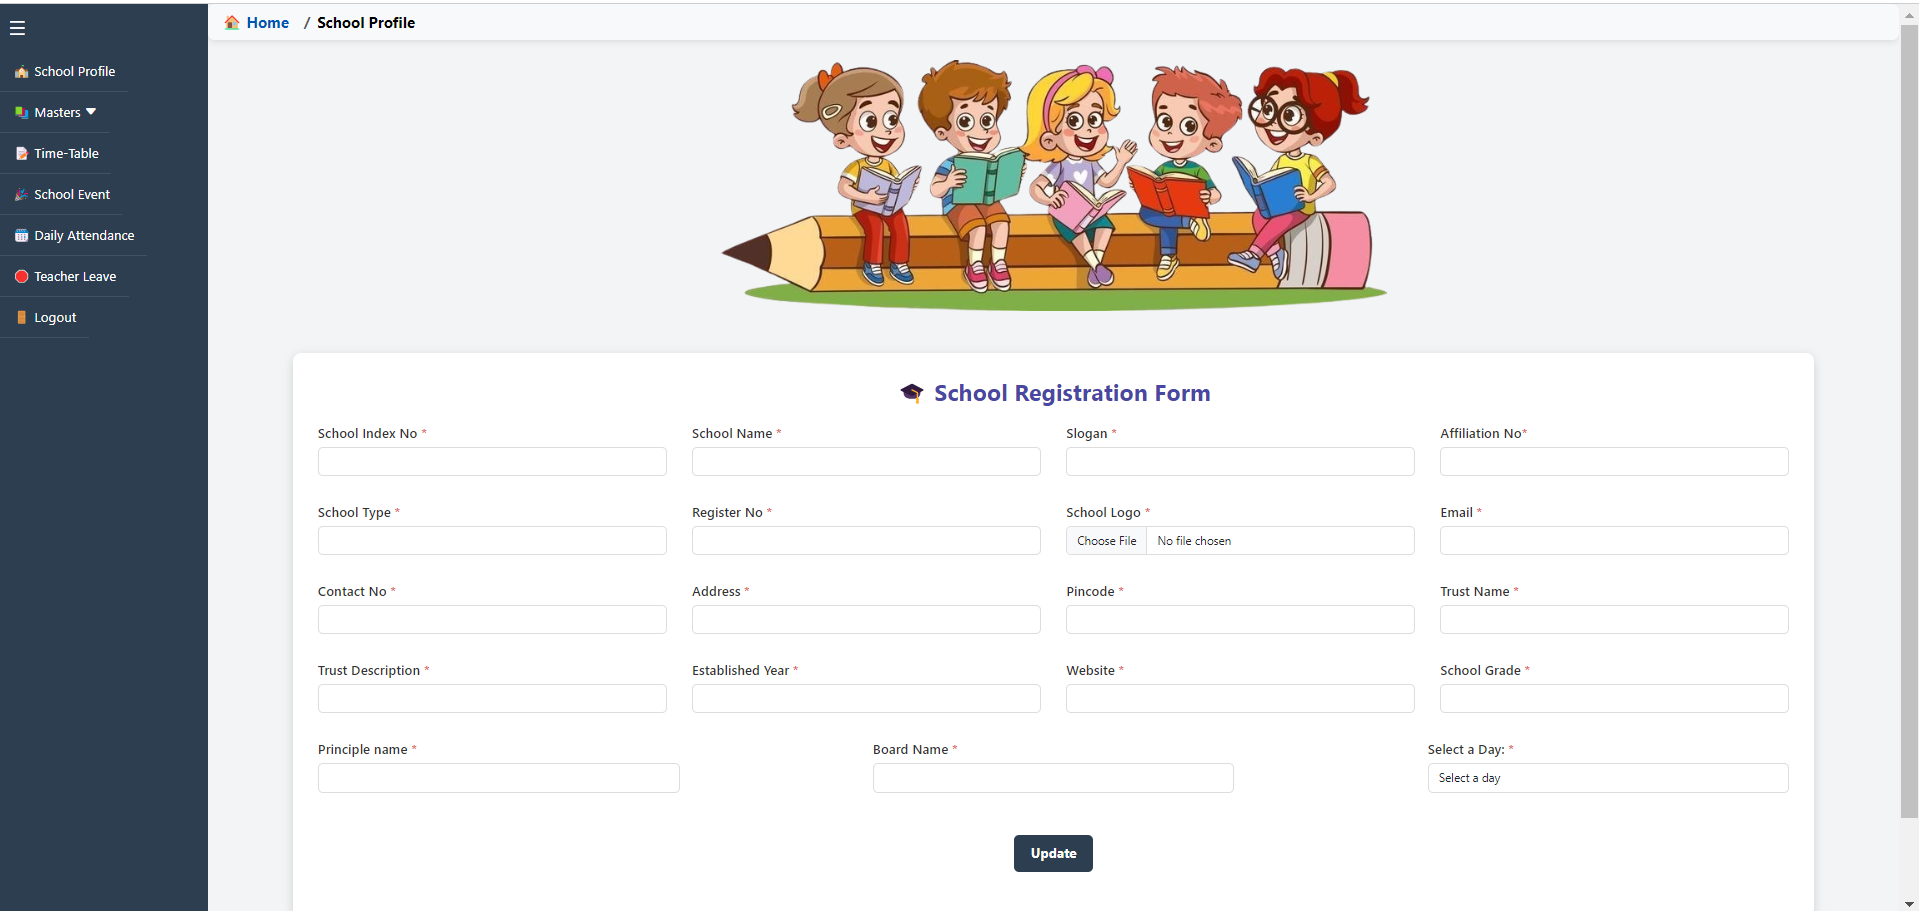 Home / School Profile
School Profile
Masters
Time-Table
School Event
Daily Attendance
Teacher Leave
Logout
School Registration Form
School Index No * School Name * Slogan * Affiliation No*
School Type * Register No * School Logo * Email *
Choose File No file chosen
Contact No * Address * Pincode * Trust Name *
Trust Description * Established Year * Website * School Grade *
Principle name * Board Name * Select a Day: *
Select a day
Update